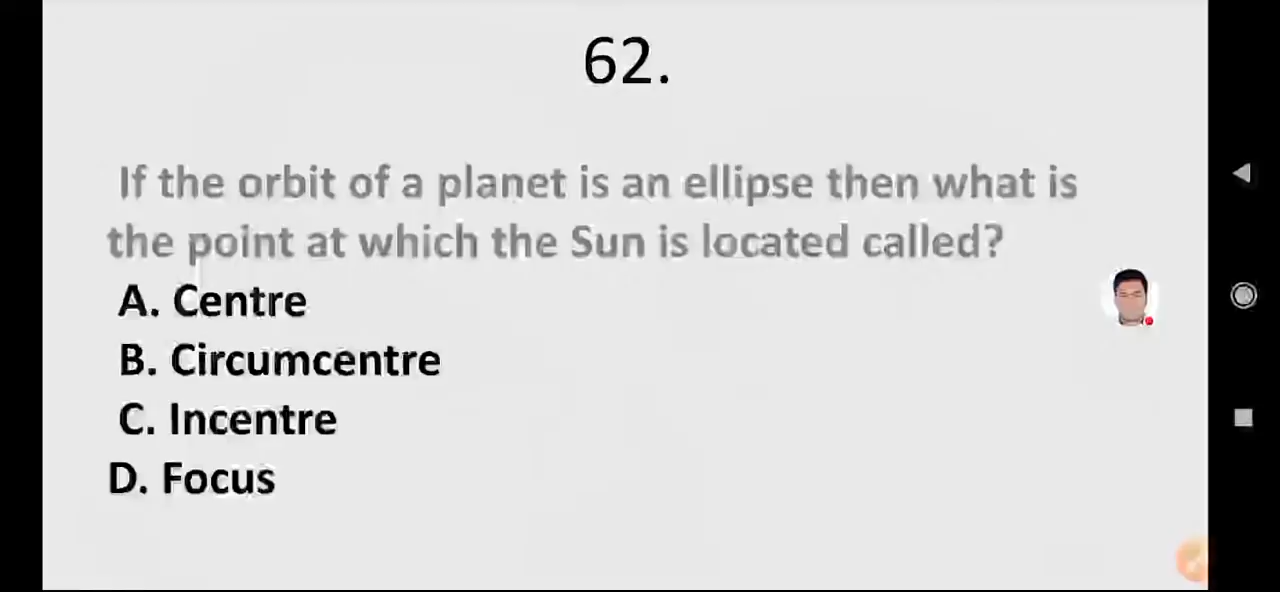 62.
If the orbit of a planet is an ellipse then what is
the point at which the Sun is located called?
A. Centre
B. Circumcentre
C. Incentre
D. Focus